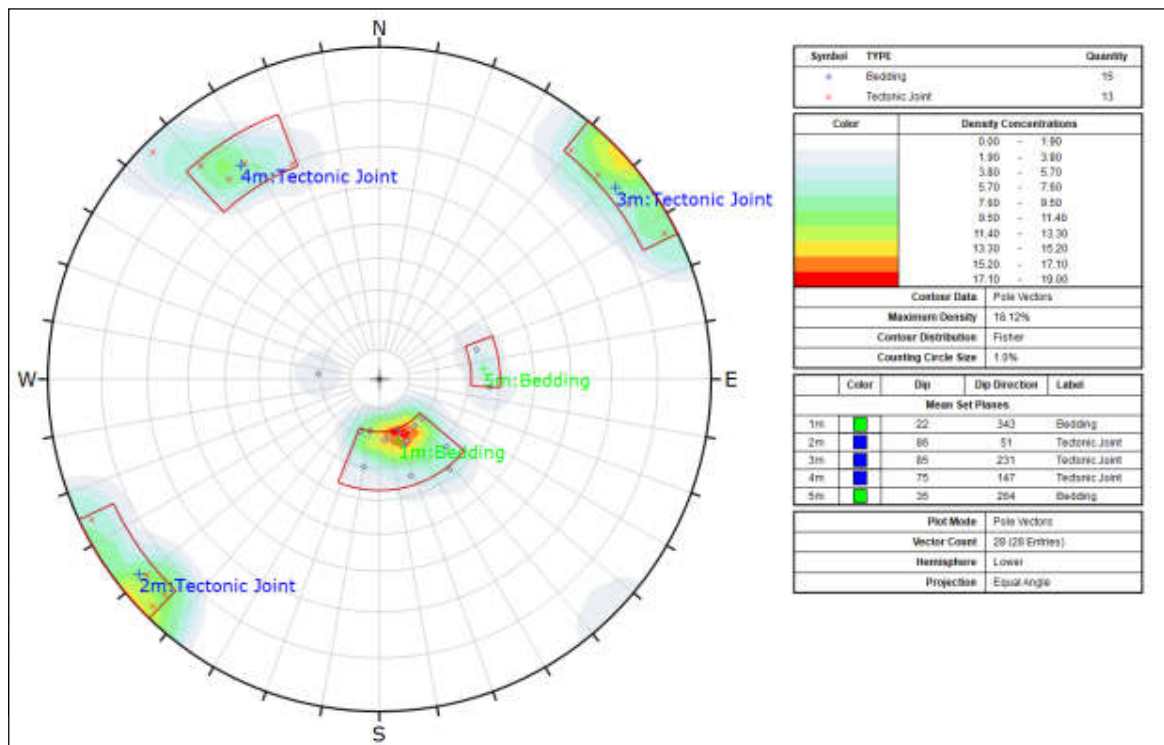 N
W
E
S
4m:Tectonic Joint
3m:Tectonic Joint
5m:Bedding
1m:Bedding
2m:Tectonic Joint
Symbol TYPE Quantity
Bedding 15
Tectonic Joint 13
Color Density Concentrations
0.00 - 1.90
1.90 - 3.80
3.80 - 5.70
5.70 - 7.60
7.60 - 9.50
9.50 - 11.40
11.40 - 13.30
13.30 - 15.20
15.20 - 17.10
17.10 - 19.00
Contour Data Pole Vectors
Maximum Density 18.12%
Contour Distribution Fisher
Counting Circle Size 1.0%
Color Dip Dip Direction Label
Mean Set Planes
1m 22 343 Bedding
2m 86 51 Tectonic Joint
3m 85 231 Tectonic Joint
4m 75 147 Tectonic Joint
5m 35 264 Bedding
Plot Mode Pole Vectors
Vector Count 28 (28 Entries)
Hemisphere Lower
Projection Equal Angle